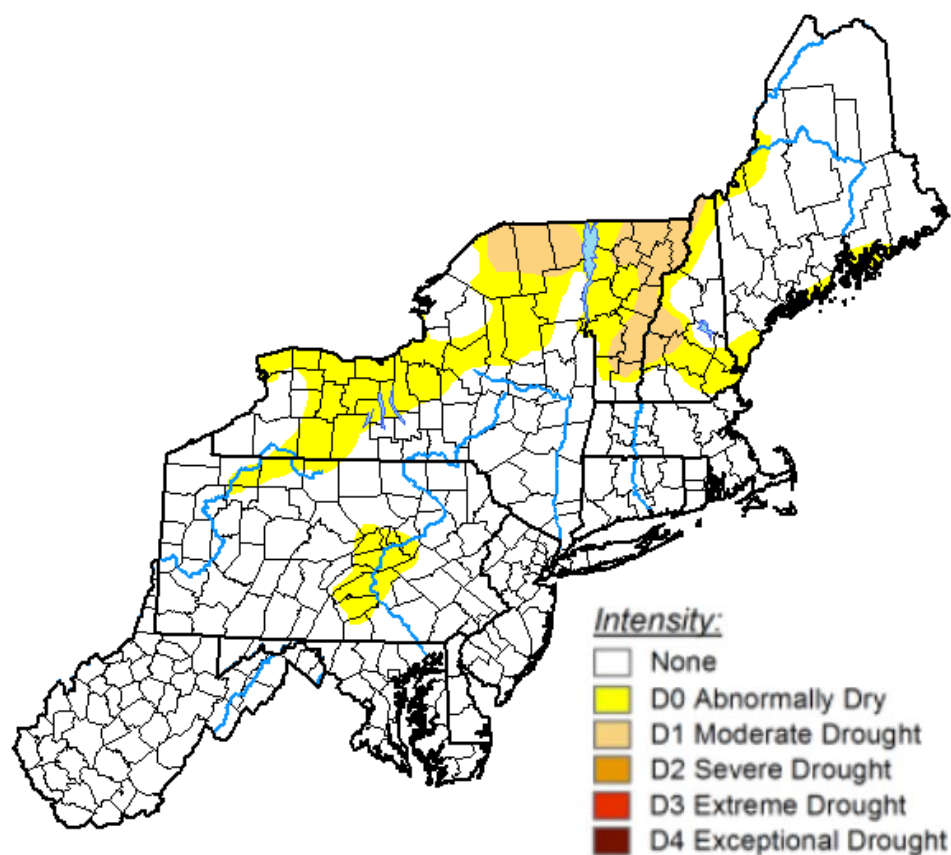 Intensity:
None
D0 Abnormally Dry
D1 Moderate Drought
D2 Severe Drought
D3 Extreme Drought
D4 Exceptional Drought